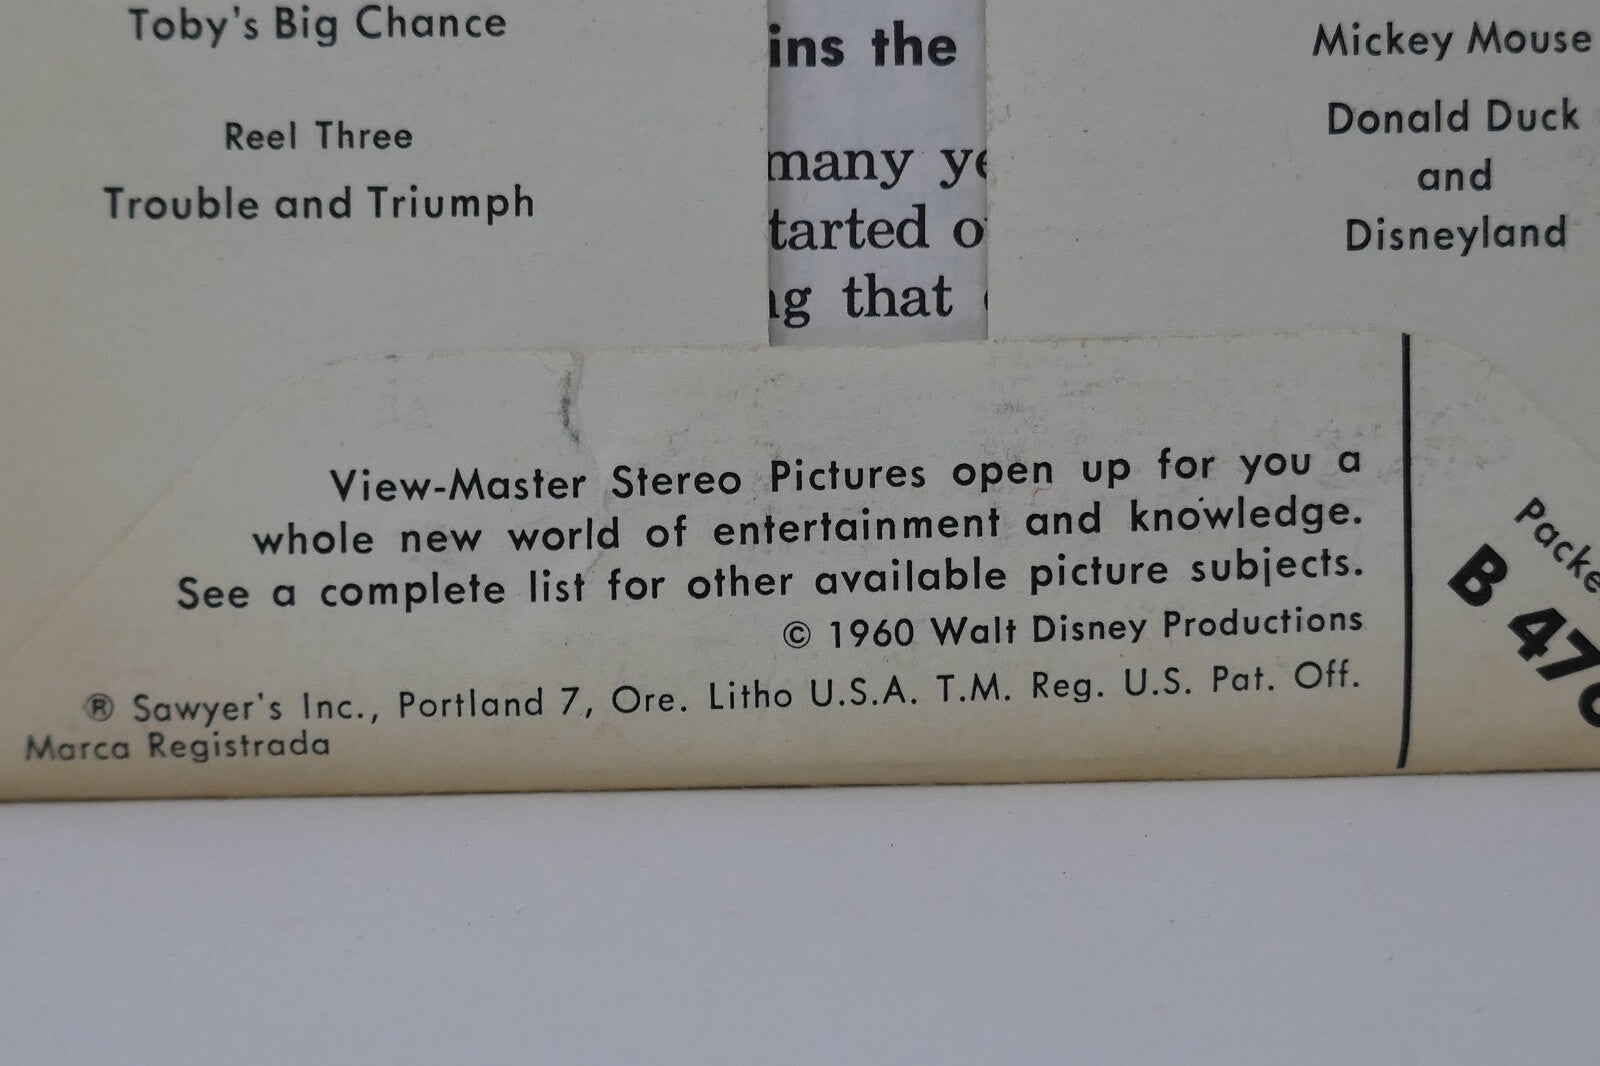 Toby's Big Chance
Reel Three
Trouble and Triumph
ins the
many ye
tarted o
g that
Mickey Mouse
Donald Duck
and
Disneyland
View-Master Stereo Pictures open up for you a
whole new world of entertainment and knowledge.
See a complete list for other available picture subjects.
© 1960 Walt Disney Productions
® Sawyer's Inc., Portland 7, Ore. Litho U.S.A. T.M. Reg. U.S. Pat. Off.
Marca Registrada
Packe
B 47